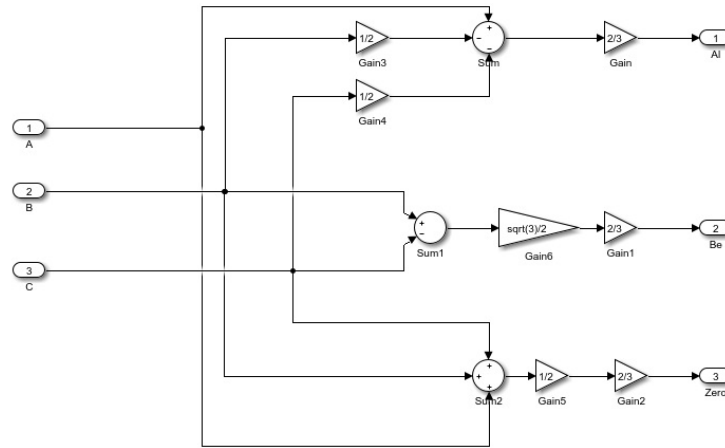 +
1/2
−
2/3
1
−
Gain3
Sum
Gain
Al
1/2
1
Gain4
A
2
B
+
sqrt(3)/2
2/3
2
−
3
Sum1
Gain6
Gain1
Be
C
+
+
1/2
2/3
3
+
Sum2
Gain5
Gain2
Zero